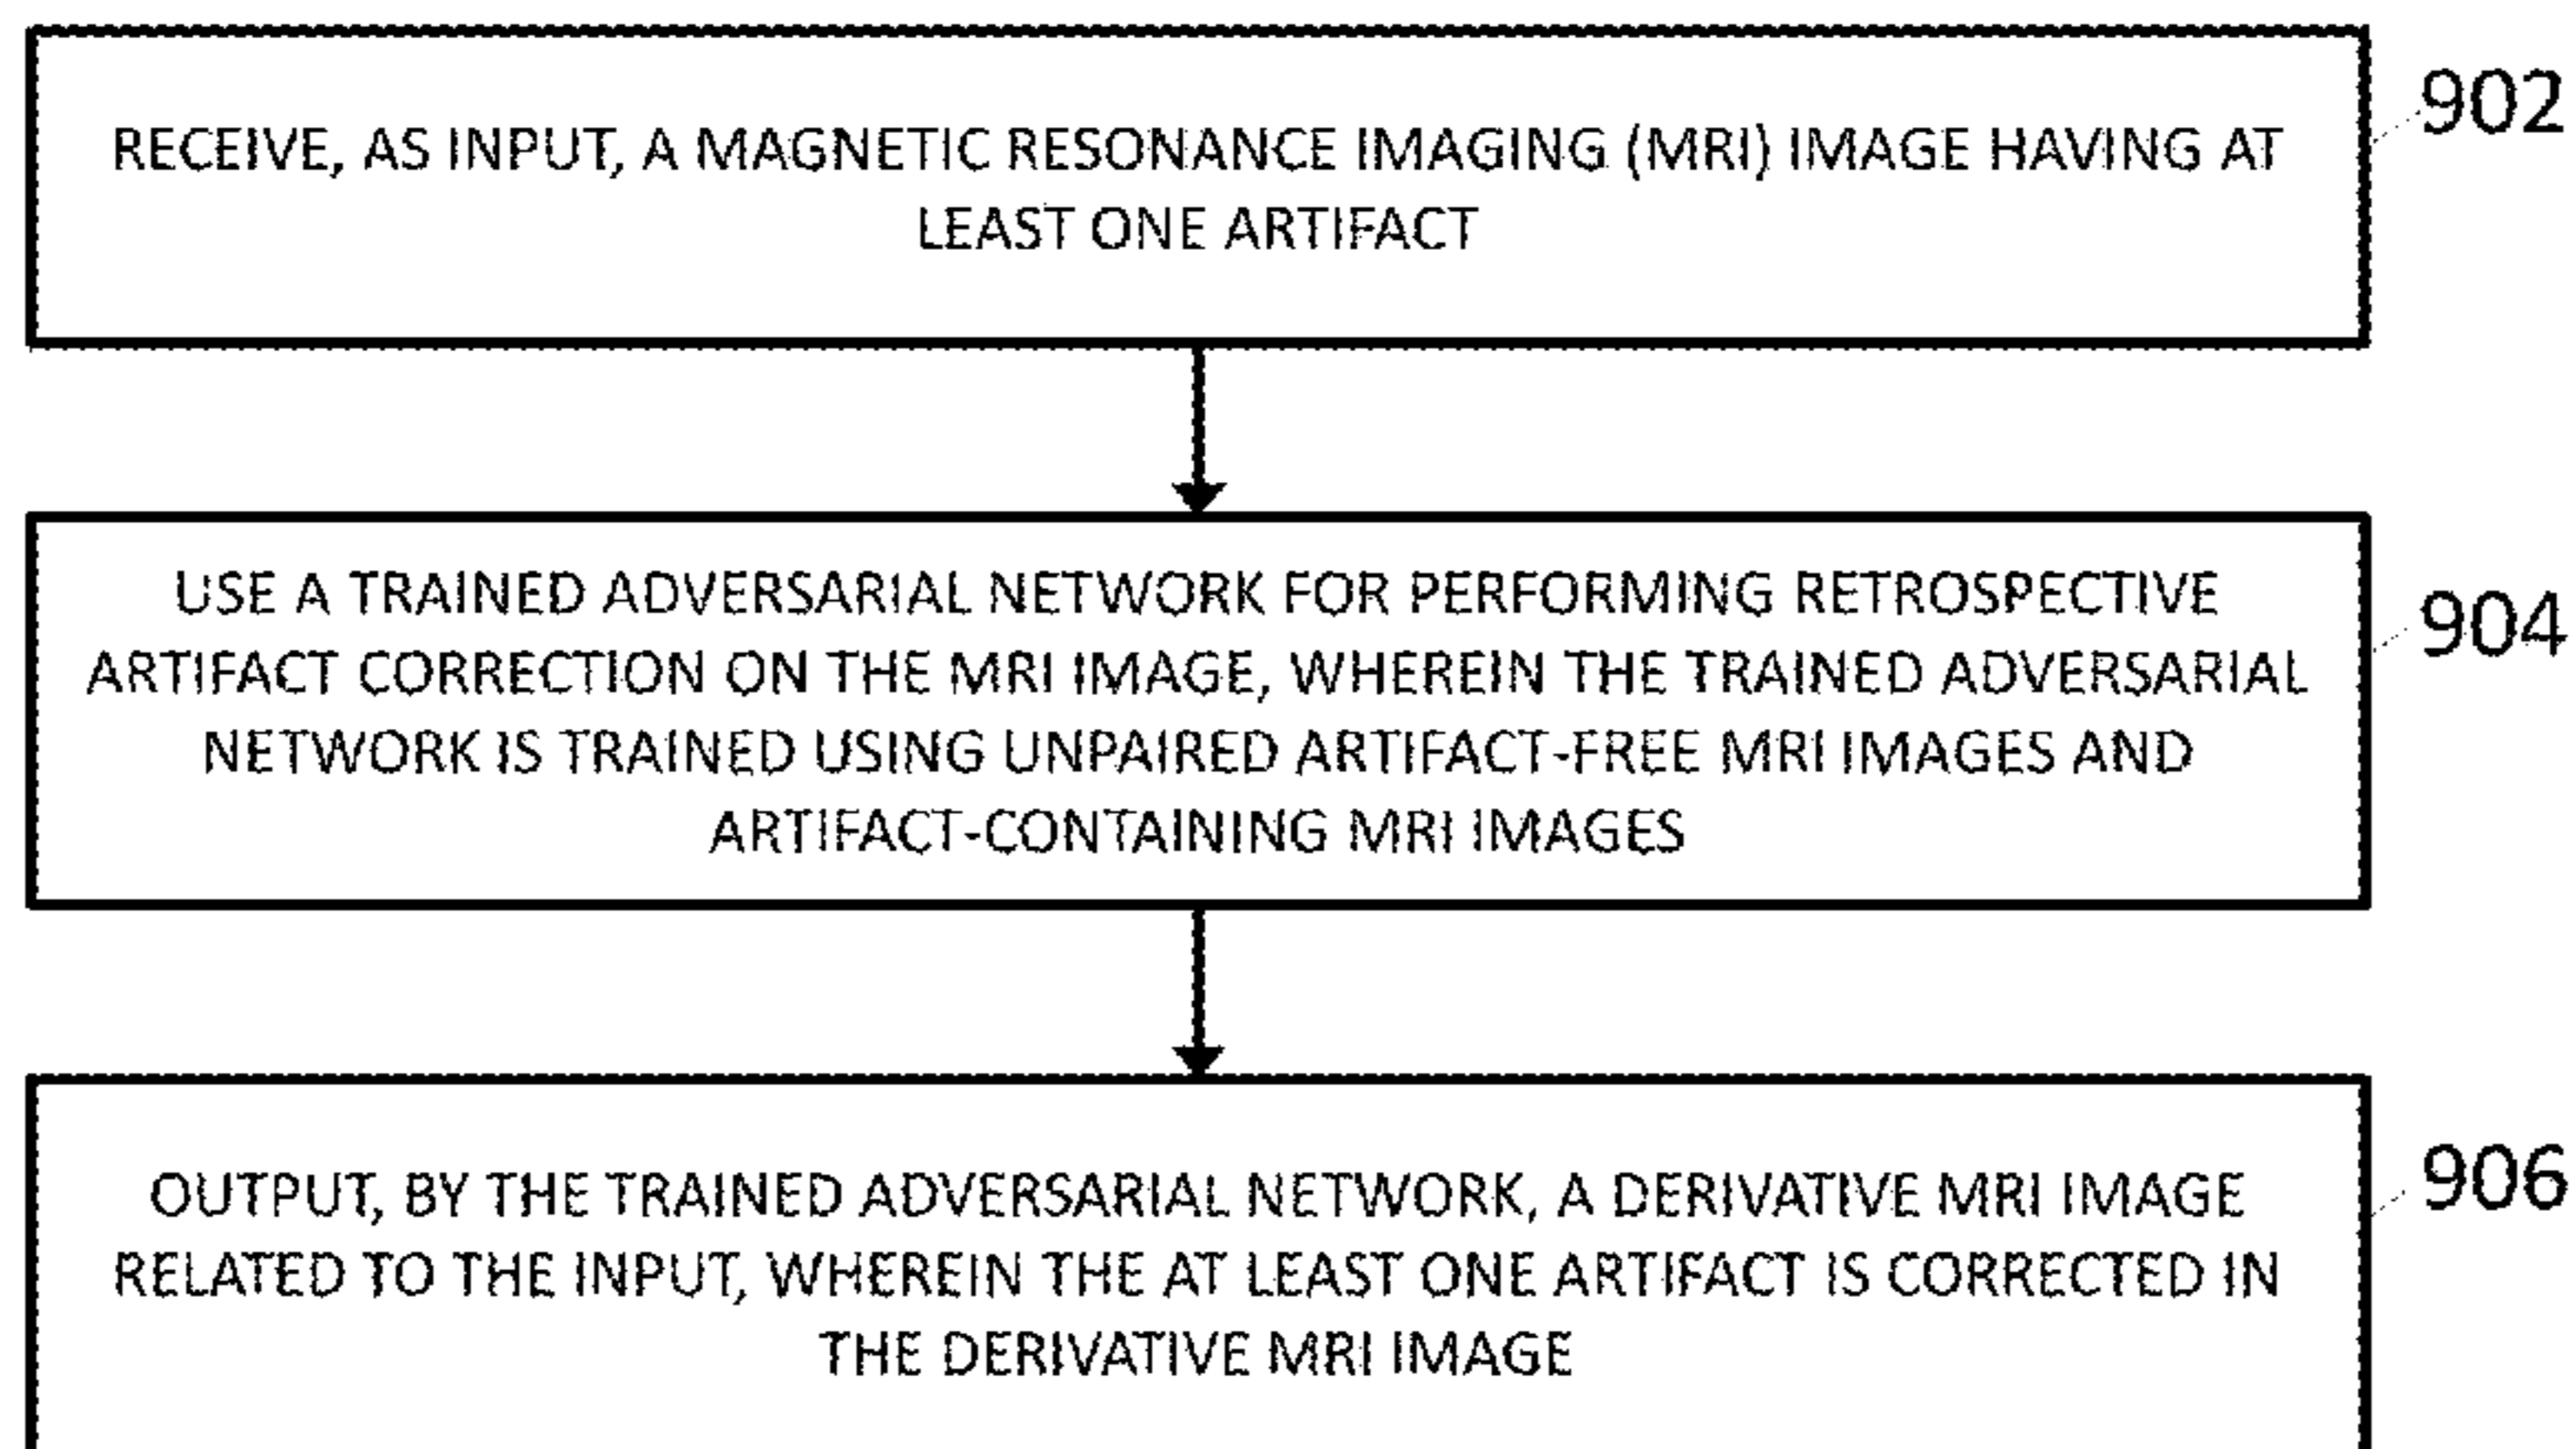 RECEIVE, AS INPUT, A MAGNETIC RESONANCE IMAGING (MRI) IMAGE HAVING AT
LEAST ONE ARTIFACT
902
USE A TRAINED ADVERSARIAL NETWORK FOR PERFORMING RETROSPECTIVE
ARTIFACT CORRECTION ON THE MRI IMAGE, WHEREIN THE TRAINED ADVERSARIAL
NETWORK IS TRAINED USING UNPAIRED ARTIFACT-FREE MRI IMAGES AND
ARTIFACT-CONTAINING MRI IMAGES
904
OUTPUT, BY THE TRAINED ADVERSARIAL NETWORK, A DERIVATIVE MRI IMAGE
RELATED TO THE INPUT, WHEREIN THE AT LEAST ONE ARTIFACT IS CORRECTED IN
THE DERIVATIVE MRI IMAGE
906